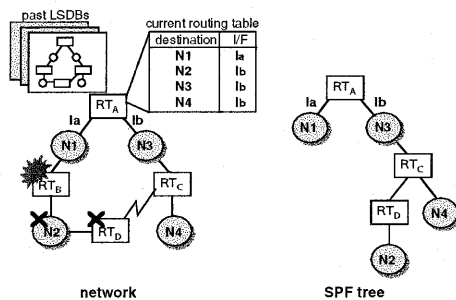 past LSDBs
current routing table
destination I/F
N1 Ia
N2 Ib
N3 Ib
N4 Ib
RTA
Ia Ib
N1 N3
RTB RTC
N2 RTD N4
network
RTA
Ia Ib
N1 N3
RTC
RTD N4
N2
SPF tree